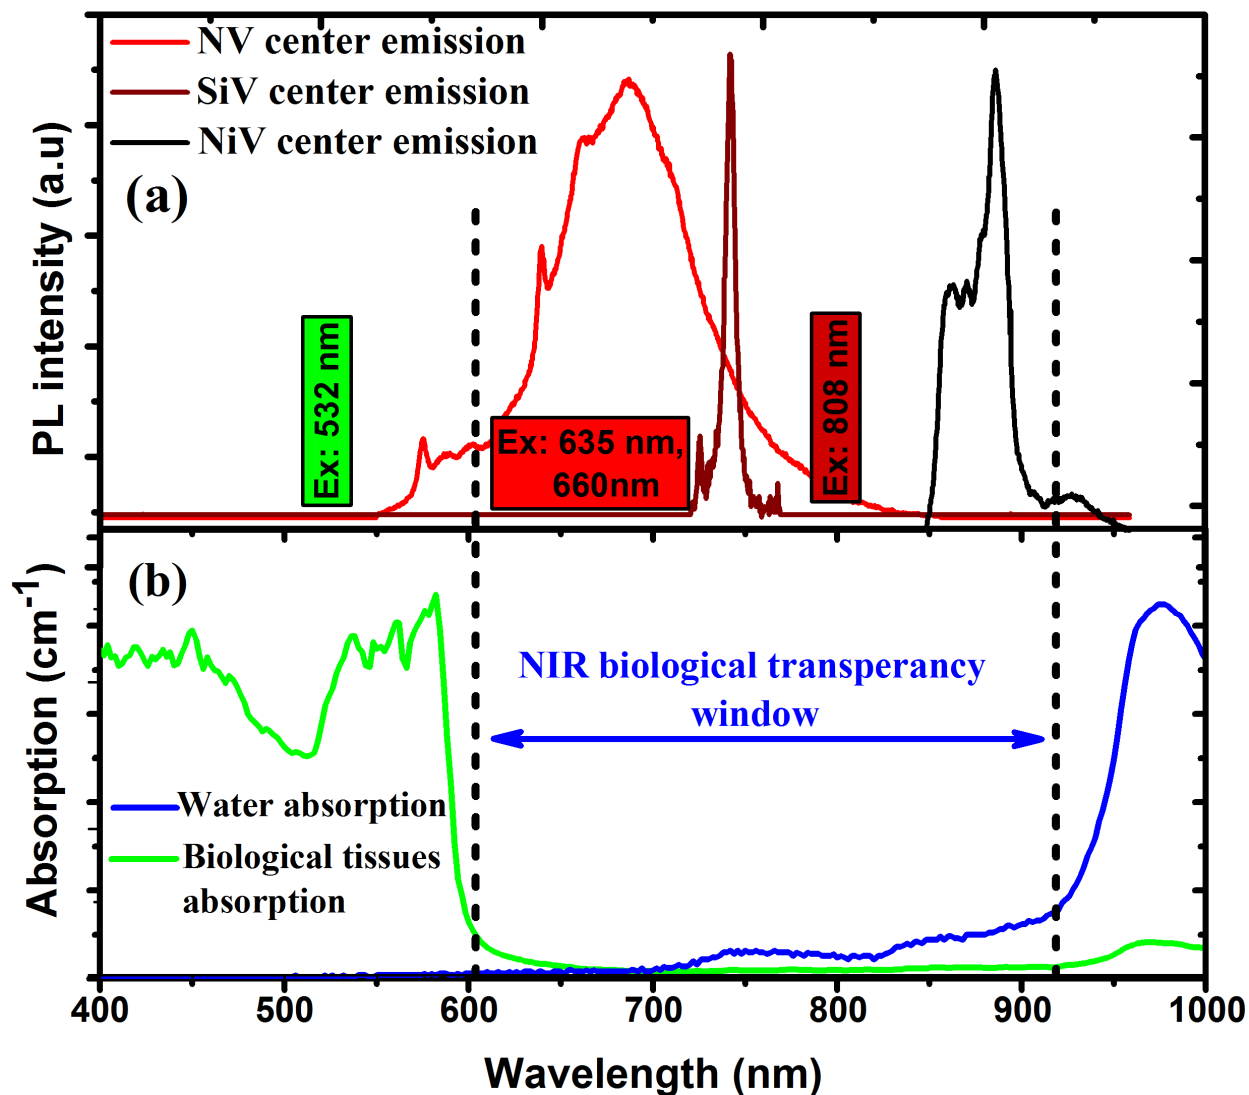 NV center emission
SiV center emission
NiV center emission
(a)
PL intensity (a.u)
Ex: 532 nm
Ex: 635 nm,
660nm
Ex: 808 nm
(b)
Absorption (cm⁻¹)
NIR biological transperancy
window
Water absorption
Biological tissues
absorption
400 500 600 700 800 900 1000
Wavelength (nm)